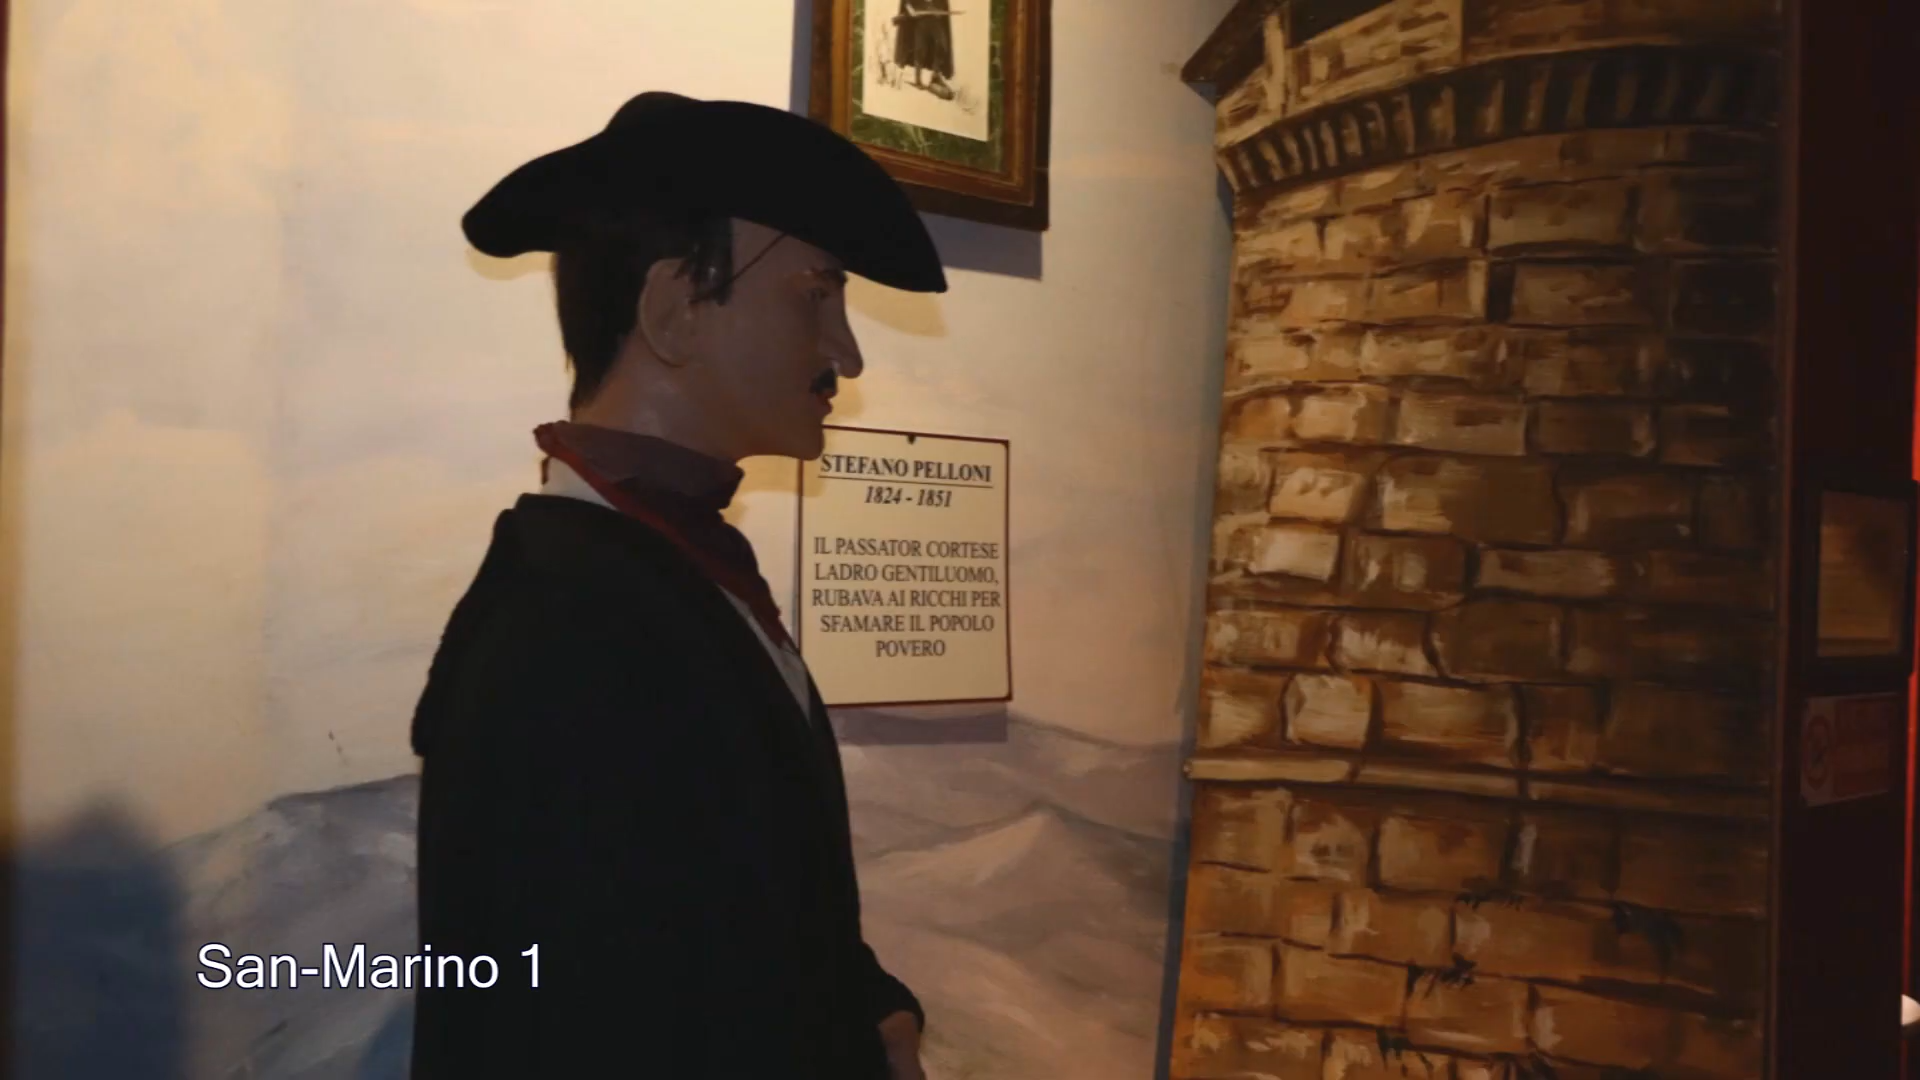 STEFANO PELLONI
1824 - 1851
IL PASSATOR CORTESE
LADRO GENTILUOMO,
RUBAVA AI RICCHI PER
SFAMARE IL POPOLO
POVERO
San-Marino 1